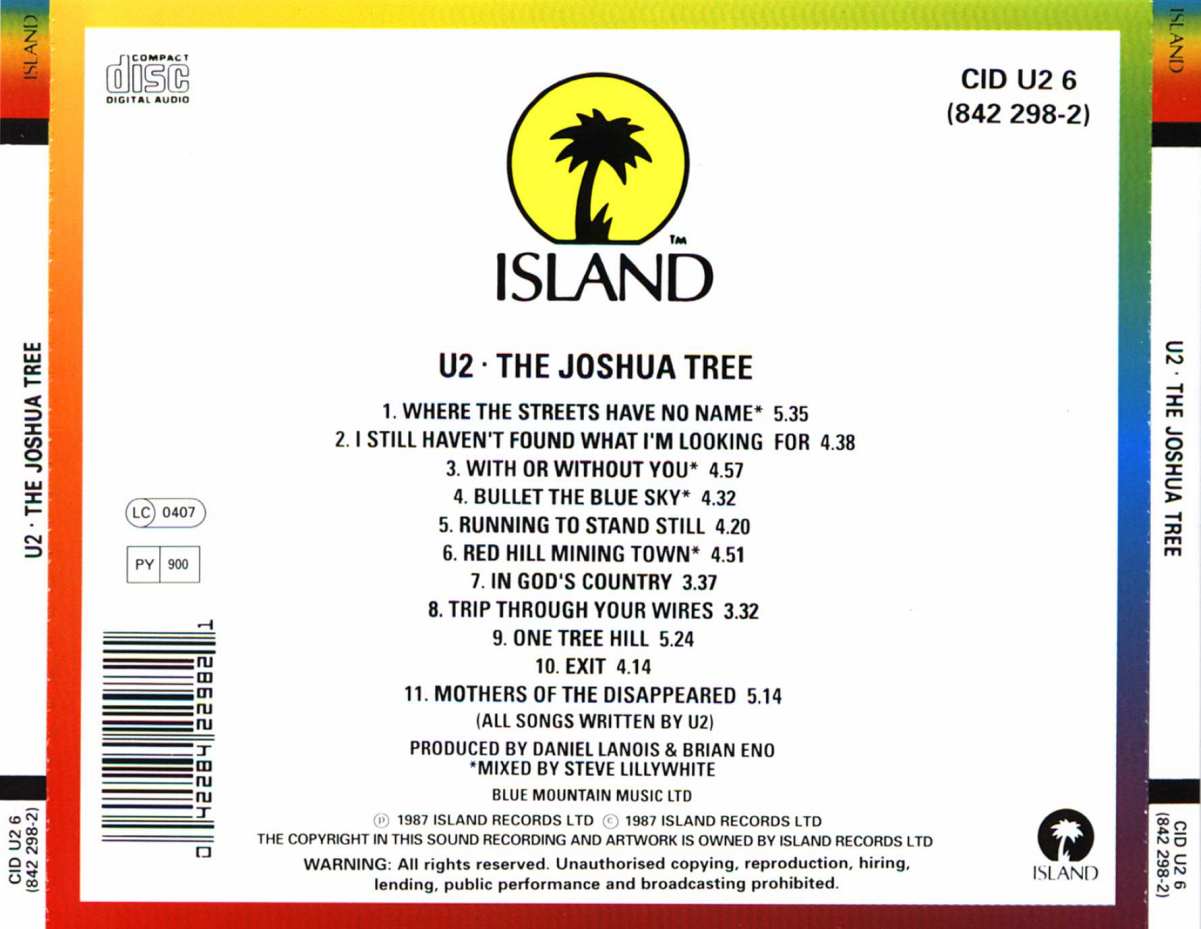 ISLAND
U2 · THE JOSHUA TREE
CID U2 6
(842 298-2)
COMPACT
disc
DIGITAL AUDIO
CID U2 6
(842 298-2)
TM
ISLAND
U2 · THE JOSHUA TREE
1. WHERE THE STREETS HAVE NO NAME* 5.35
2. I STILL HAVEN'T FOUND WHAT I'M LOOKING FOR 4.38
3. WITH OR WITHOUT YOU* 4.57
4. BULLET THE BLUE SKY* 4.32
5. RUNNING TO STAND STILL 4.20
6. RED HILL MINING TOWN* 4.51
7. IN GOD'S COUNTRY 3.37
8. TRIP THROUGH YOUR WIRES 3.32
9. ONE TREE HILL 5.24
10. EXIT 4.14
11. MOTHERS OF THE DISAPPEARED 5.14
(ALL SONGS WRITTEN BY U2)
PRODUCED BY DANIEL LANOIS & BRIAN ENO
*MIXED BY STEVE LILLYWHITE
BLUE MOUNTAIN MUSIC LTD
℗ 1987 ISLAND RECORDS LTD © 1987 ISLAND RECORDS LTD
THE COPYRIGHT IN THIS SOUND RECORDING AND ARTWORK IS OWNED BY ISLAND RECORDS LTD
WARNING: All rights reserved. Unauthorised copying, reproduction, hiring,
lending, public performance and broadcasting prohibited.
LC 0407
PY 900
ISLAND
ISLAND
U2 · THE JOSHUA TREE
CID U2 6
(842 298-2)